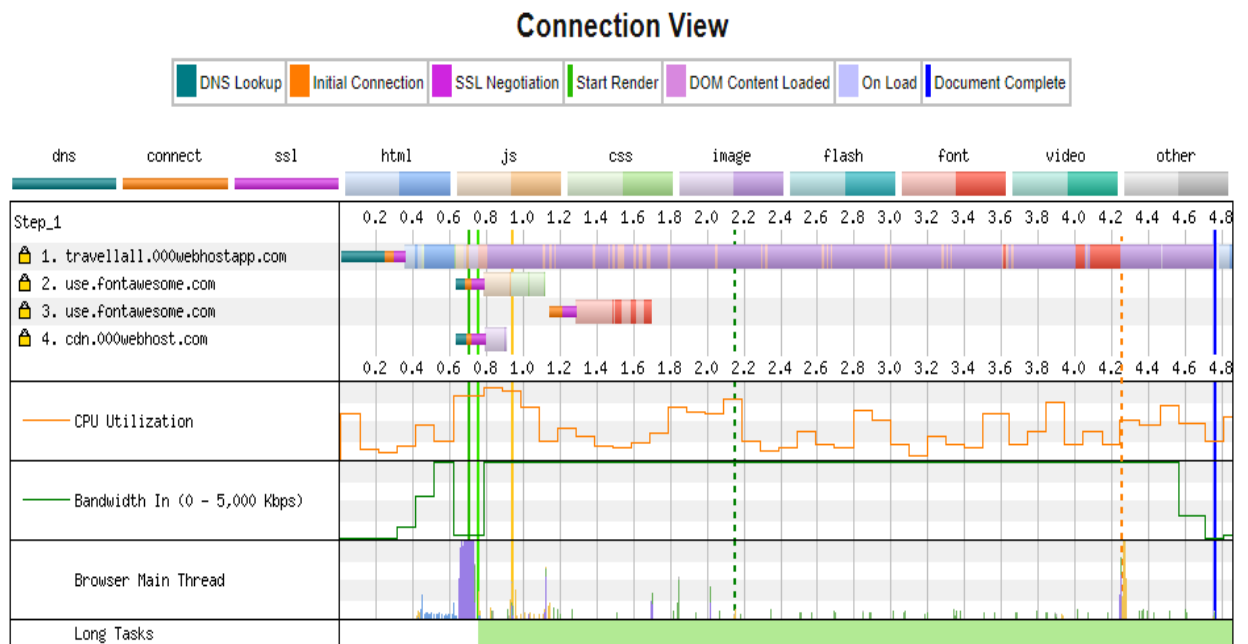 Connection View
DNS Lookup Initial Connection SSL Negotiation Start Render DOM Content Loaded On Load Document Complete
dns connect ssl html js css image flash font video other
Step_1 0.2 0.4 0.6 0.8 1.0 1.2 1.4 1.6 1.8 2.0 2.2 2.4 2.6 2.8 3.0 3.2 3.4 3.6 3.8 4.0 4.2 4.4 4.6 4.8
1. travellall.000webhostapp.com
2. use.fontawesome.com
3. use.fontawesome.com
4. cdn.000webhost.com
0.2 0.4 0.6 0.8 1.0 1.2 1.4 1.6 1.8 2.0 2.2 2.4 2.6 2.8 3.0 3.2 3.4 3.6 3.8 4.0 4.2 4.4 4.6 4.8
CPU Utilization
Bandwidth In (0 - 5,000 Kbps)
Browser Main Thread
Long Tasks